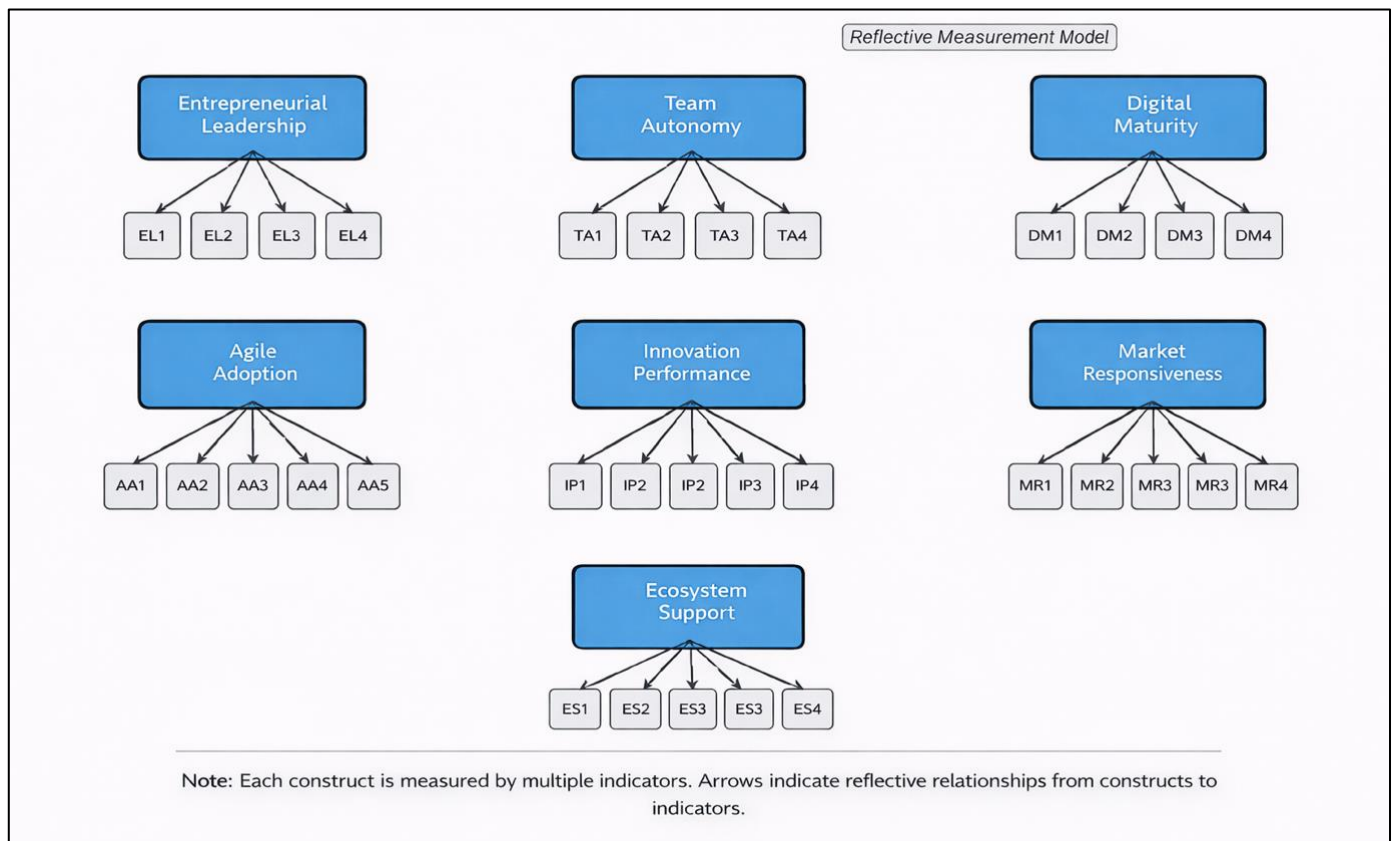 Reflective Measurement Model
Entrepreneurial
Leadership
Team
Autonomy
Digital
Maturity
EL1 EL2 EL3 EL4
TA1 TA2 TA3 TA4
DM1 DM2 DM3 DM4
Agile
Adoption
Innovation
Performance
Market
Responsiveness
AA1 AA2 AA3 AA4 AA5
IP1 IP2 IP2 IP3 IP4
MR1 MR2 MR3 MR3 MR4
Ecosystem
Support
ES1 ES2 ES3 ES3 ES4
Note: Each construct is measured by multiple indicators. Arrows indicate reflective relationships from constructs to
indicators.